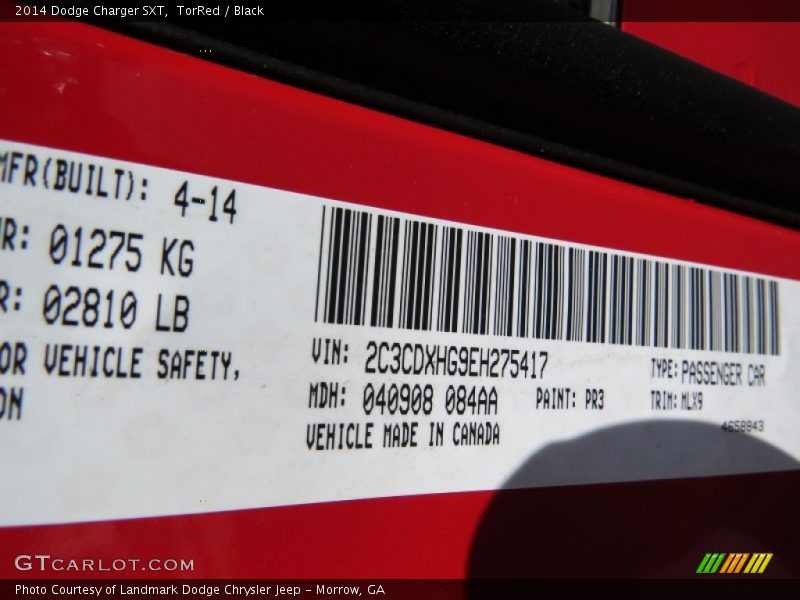 2014 Dodge Charger SXT,  TorRed / Black
MFR(BUILT): 4-14
R: 01275 KG
R: 02810 LB
OR VEHICLE SAFETY,
ON
VIN: 2C3CDXHG9EH275417
TYPE: PASSENGER CAR
MDH: 040908 084AA
PAINT: PR3
TRIM: MLX9
VEHICLE MADE IN CANADA
4658843
GTCARLOT.COM
Photo Courtesy of Landmark Dodge Chrysler Jeep - Morrow, GA